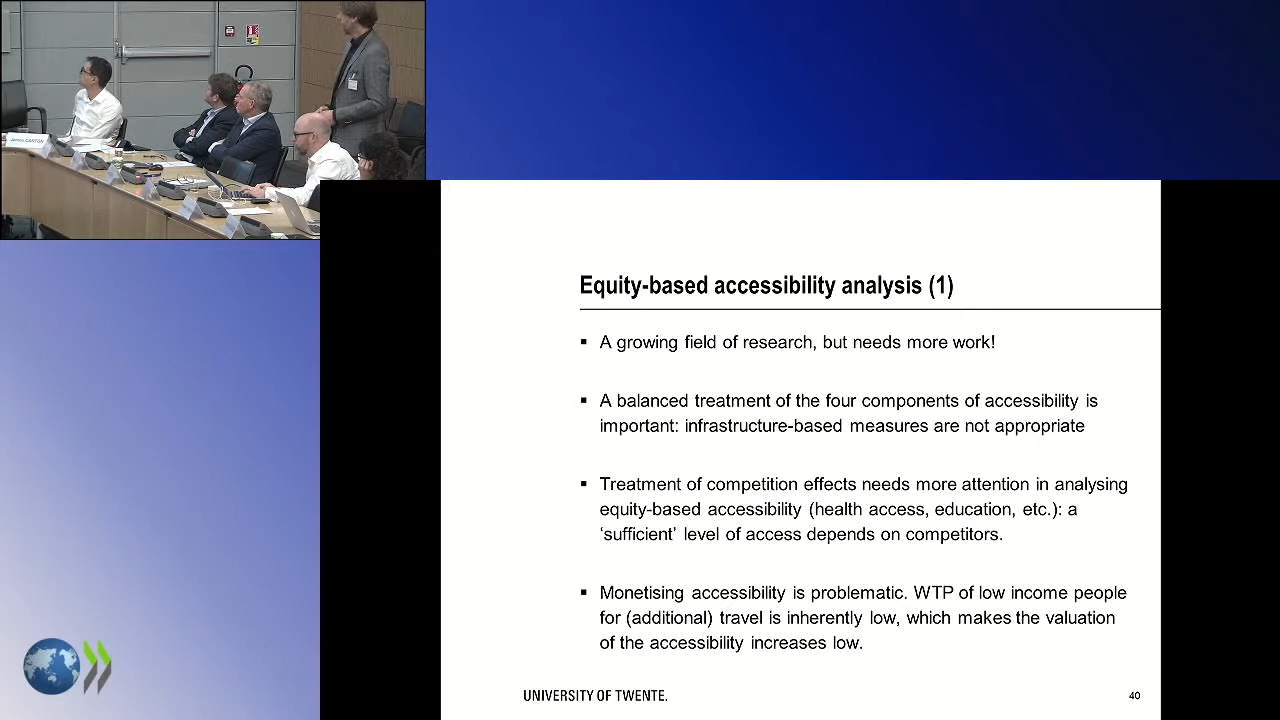 Equity-based accessibility analysis (1)
▪ A growing field of research, but needs more work!
▪ A balanced treatment of the four components of accessibility is
important: infrastructure-based measures are not appropriate
▪ Treatment of competition effects needs more attention in analysing
equity-based accessibility (health access, education, etc.): a
‘sufficient’ level of access depends on competitors.
▪ Monetising accessibility is problematic. WTP of low income people
for (additional) travel is inherently low, which makes the valuation
of the accessibility increases low.
UNIVERSITY OF TWENTE.
40